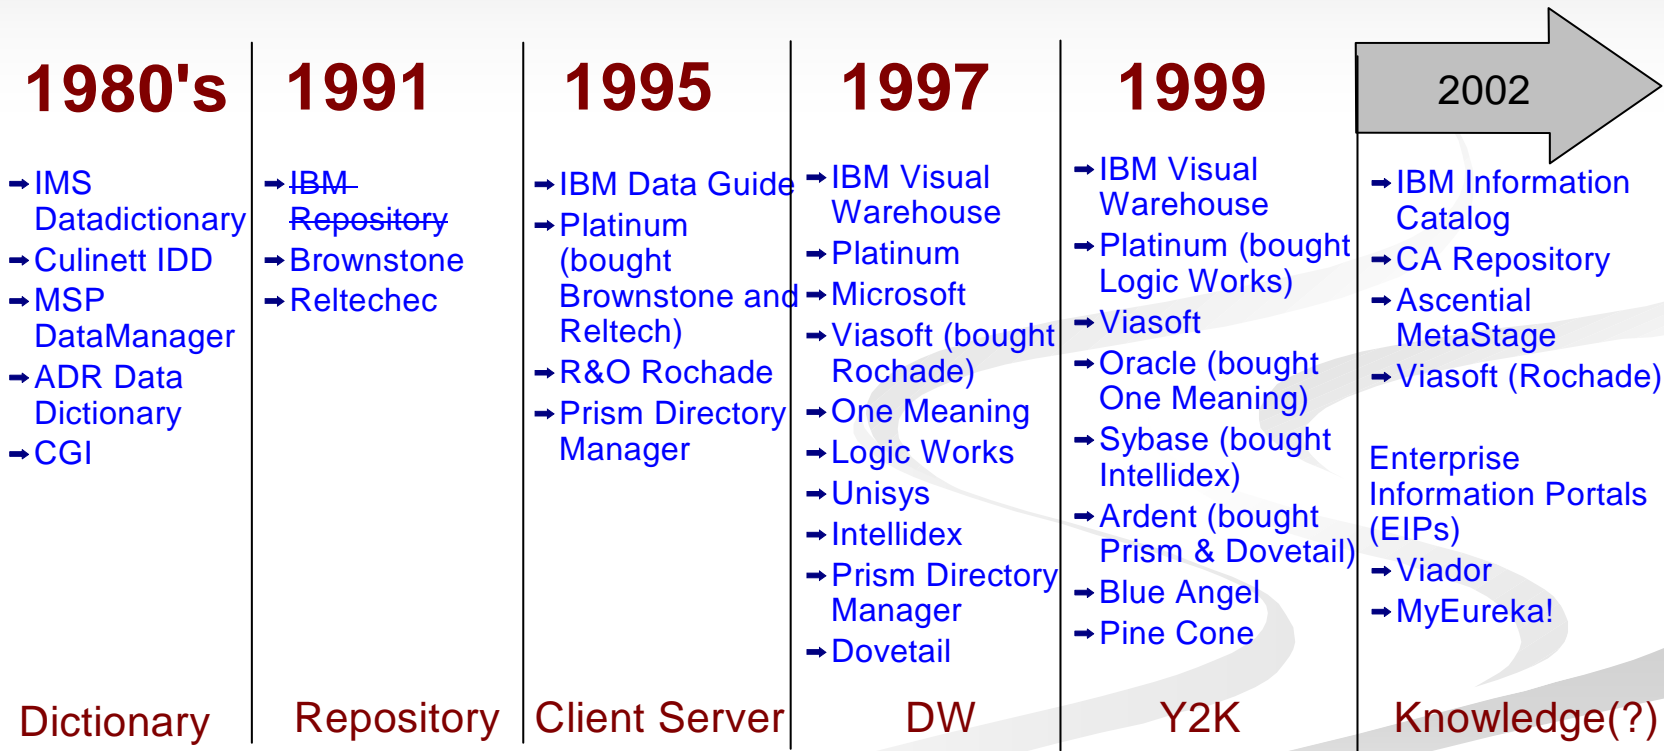 1980's
→IMS
Datadictionary
→Culinett IDD
→MSP
DataManager
→ADR Data
Dictionary
→CGI
Dictionary
1991
→IBM
Repository
→Brownstone
→Reltechec
Repository
1995
→IBM Data Guide
→Platinum
(bought
Brownstone and
Reltech)
→R&O Rochade
→Prism Directory
Manager
Client Server
1997
→IBM Visual
Warehouse
→Platinum
→Microsoft
→Viasoft (bought
Rochade)
→One Meaning
→Logic Works
→Unisys
→Intellidex
→Prism Directory
Manager
→Dovetail
DW
1999
→IBM Visual
Warehouse
→Platinum (bought
Logic Works)
→Viasoft
→Oracle (bought
One Meaning)
→Sybase (bought
Intellidex)
→Ardent (bought
Prism & Dovetail)
→Blue Angel
→Pine Cone
Y2K
2002
→IBM Information
Catalog
→CA Repository
→Ascential
MetaStage
→Viasoft (Rochade)
Enterprise
Information Portals
(EIPs)
→Viador
→MyEureka!
Knowledge(?)